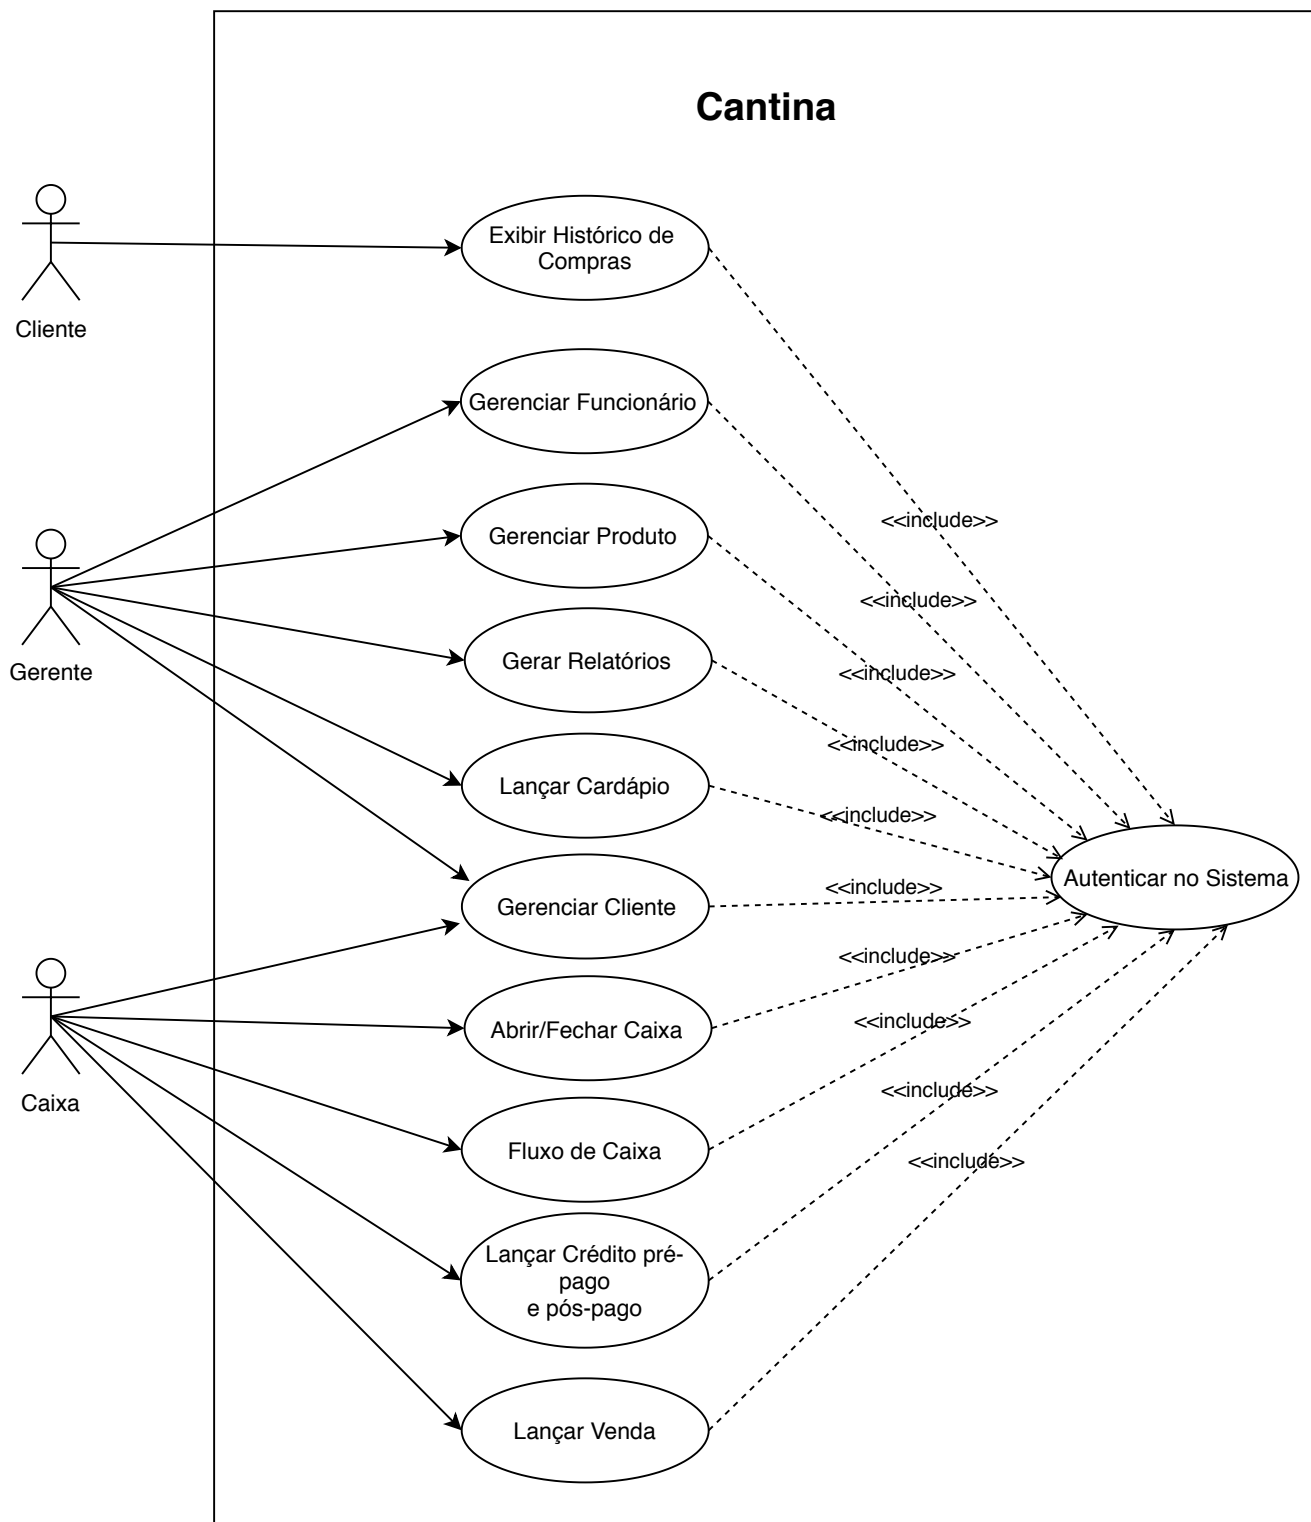 Cantina
Exibir Histórico de
Compras
Cliente
Gerenciar Funcionário
<<include>>
Gerenciar Produto
<<include>>
Gerente
Gerar Relatórios
<<include>>
<<include>>
Lançar Cardápio
<<include>>
Autenticar no Sistema
Gerenciar Cliente
<<include>>
<<include>>
Abrir/Fechar Caixa
<<include>>
Caixa
<<include>>
Fluxo de Caixa
<<include>>
Lançar Crédito pré-
pago
e pós-pago
Lançar Venda